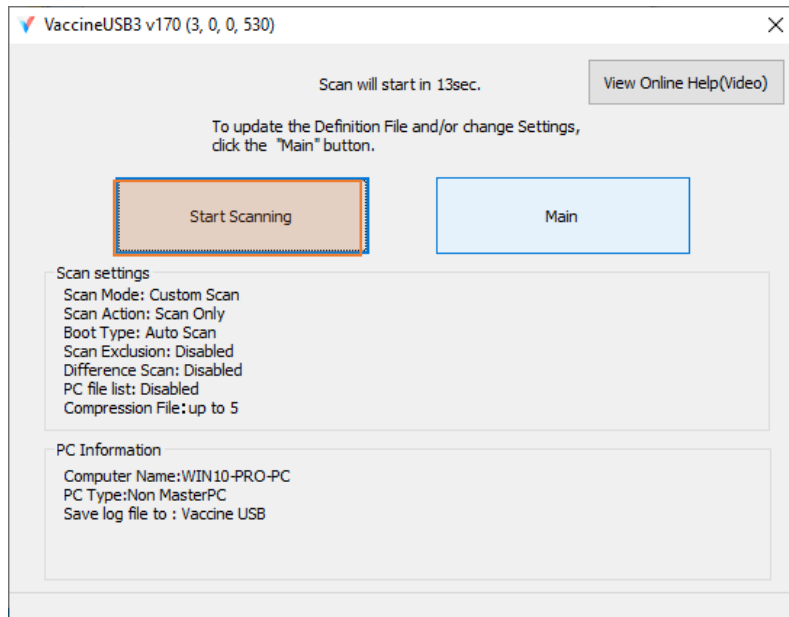 VaccineUSB3 v170 (3, 0, 0, 530)
Scan will start in 13sec.
View Online Help(Video)
To update the Definition File and/or change Settings,
click the "Main" button.
Start Scanning
Main
Scan settings
Scan Mode: Custom Scan
Scan Action: Scan Only
Boot Type: Auto Scan
Scan Exclusion: Disabled
Difference Scan: Disabled
PC file list: Disabled
Compression File:up to 5
PC Information
Computer Name:WIN10-PRO-PC
PC Type:Non MasterPC
Save log file to : Vaccine USB